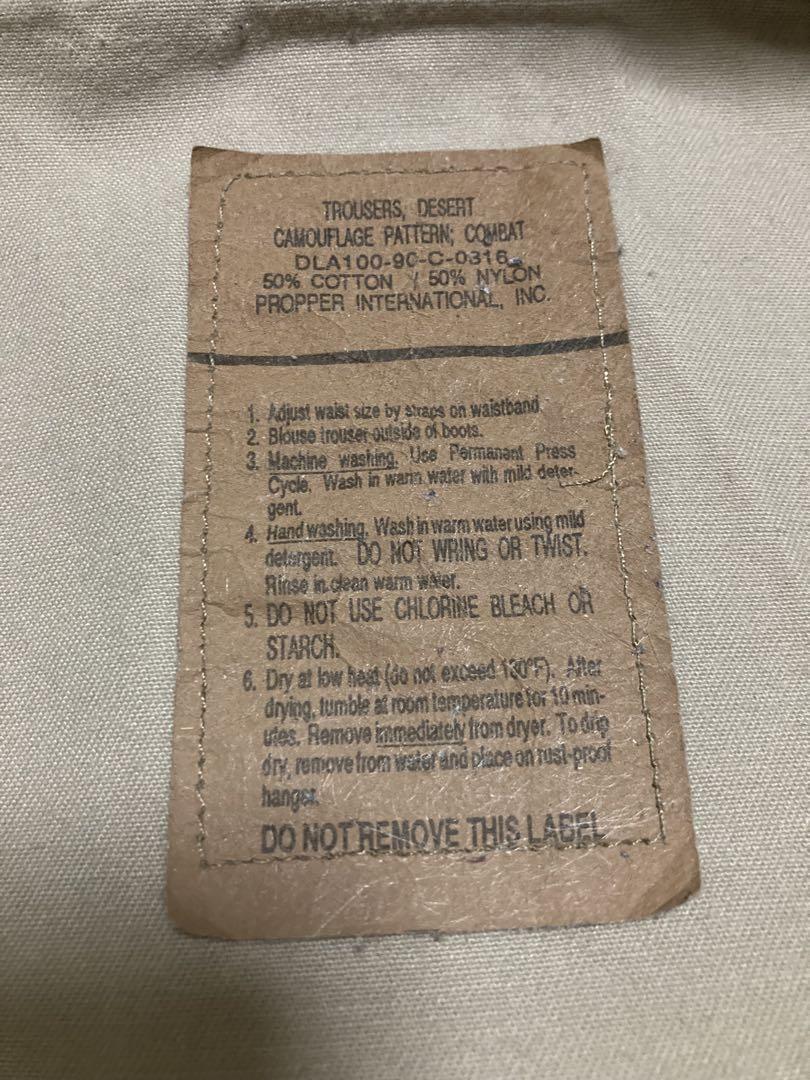 TROUSERS, DESERT
CAMOUFLAGE PATTERN; COMBAT
DLA100-90-C-0316
50% COTTON / 50% NYLON
PROPPER INTERNATIONAL, INC.
1. Adjust waist size by straps on waistband.
2. Blouse trouser outside of boots.
3. Machine washing. Use Permanent Press
Cycle. Wash in warm water with mild deter-
gent.
4. Hand washing. Wash in warm water using mild
detergent. DO NOT WRING OR TWIST.
Rinse in clean warm water.
5. DO NOT USE CHLORINE BLEACH OR
STARCH.
6. Dry at low heat (do not exceed 130°F). After
drying, tumble at room temperature for 10 min-
utes. Remove immediately from dryer. To drip
dry, remove from water and place on rust-proof
hanger.
DO NOT REMOVE THIS LABEL